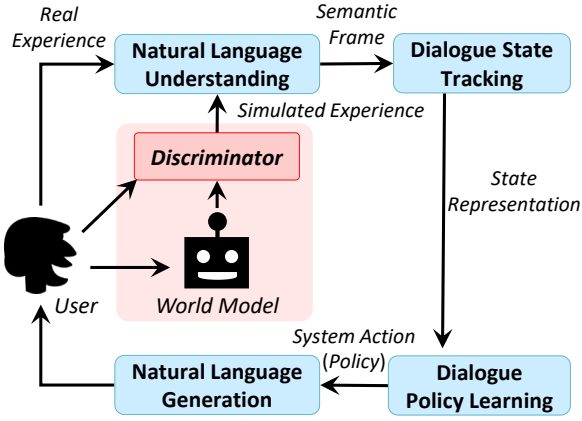 Real
Experience
Semantic
Frame
Natural Language
Understanding
Dialogue State
Tracking
Simulated Experience
Discriminator
State
Representation
User
World Model
System Action
(Policy)
Natural Language
Generation
Dialogue
Policy Learning